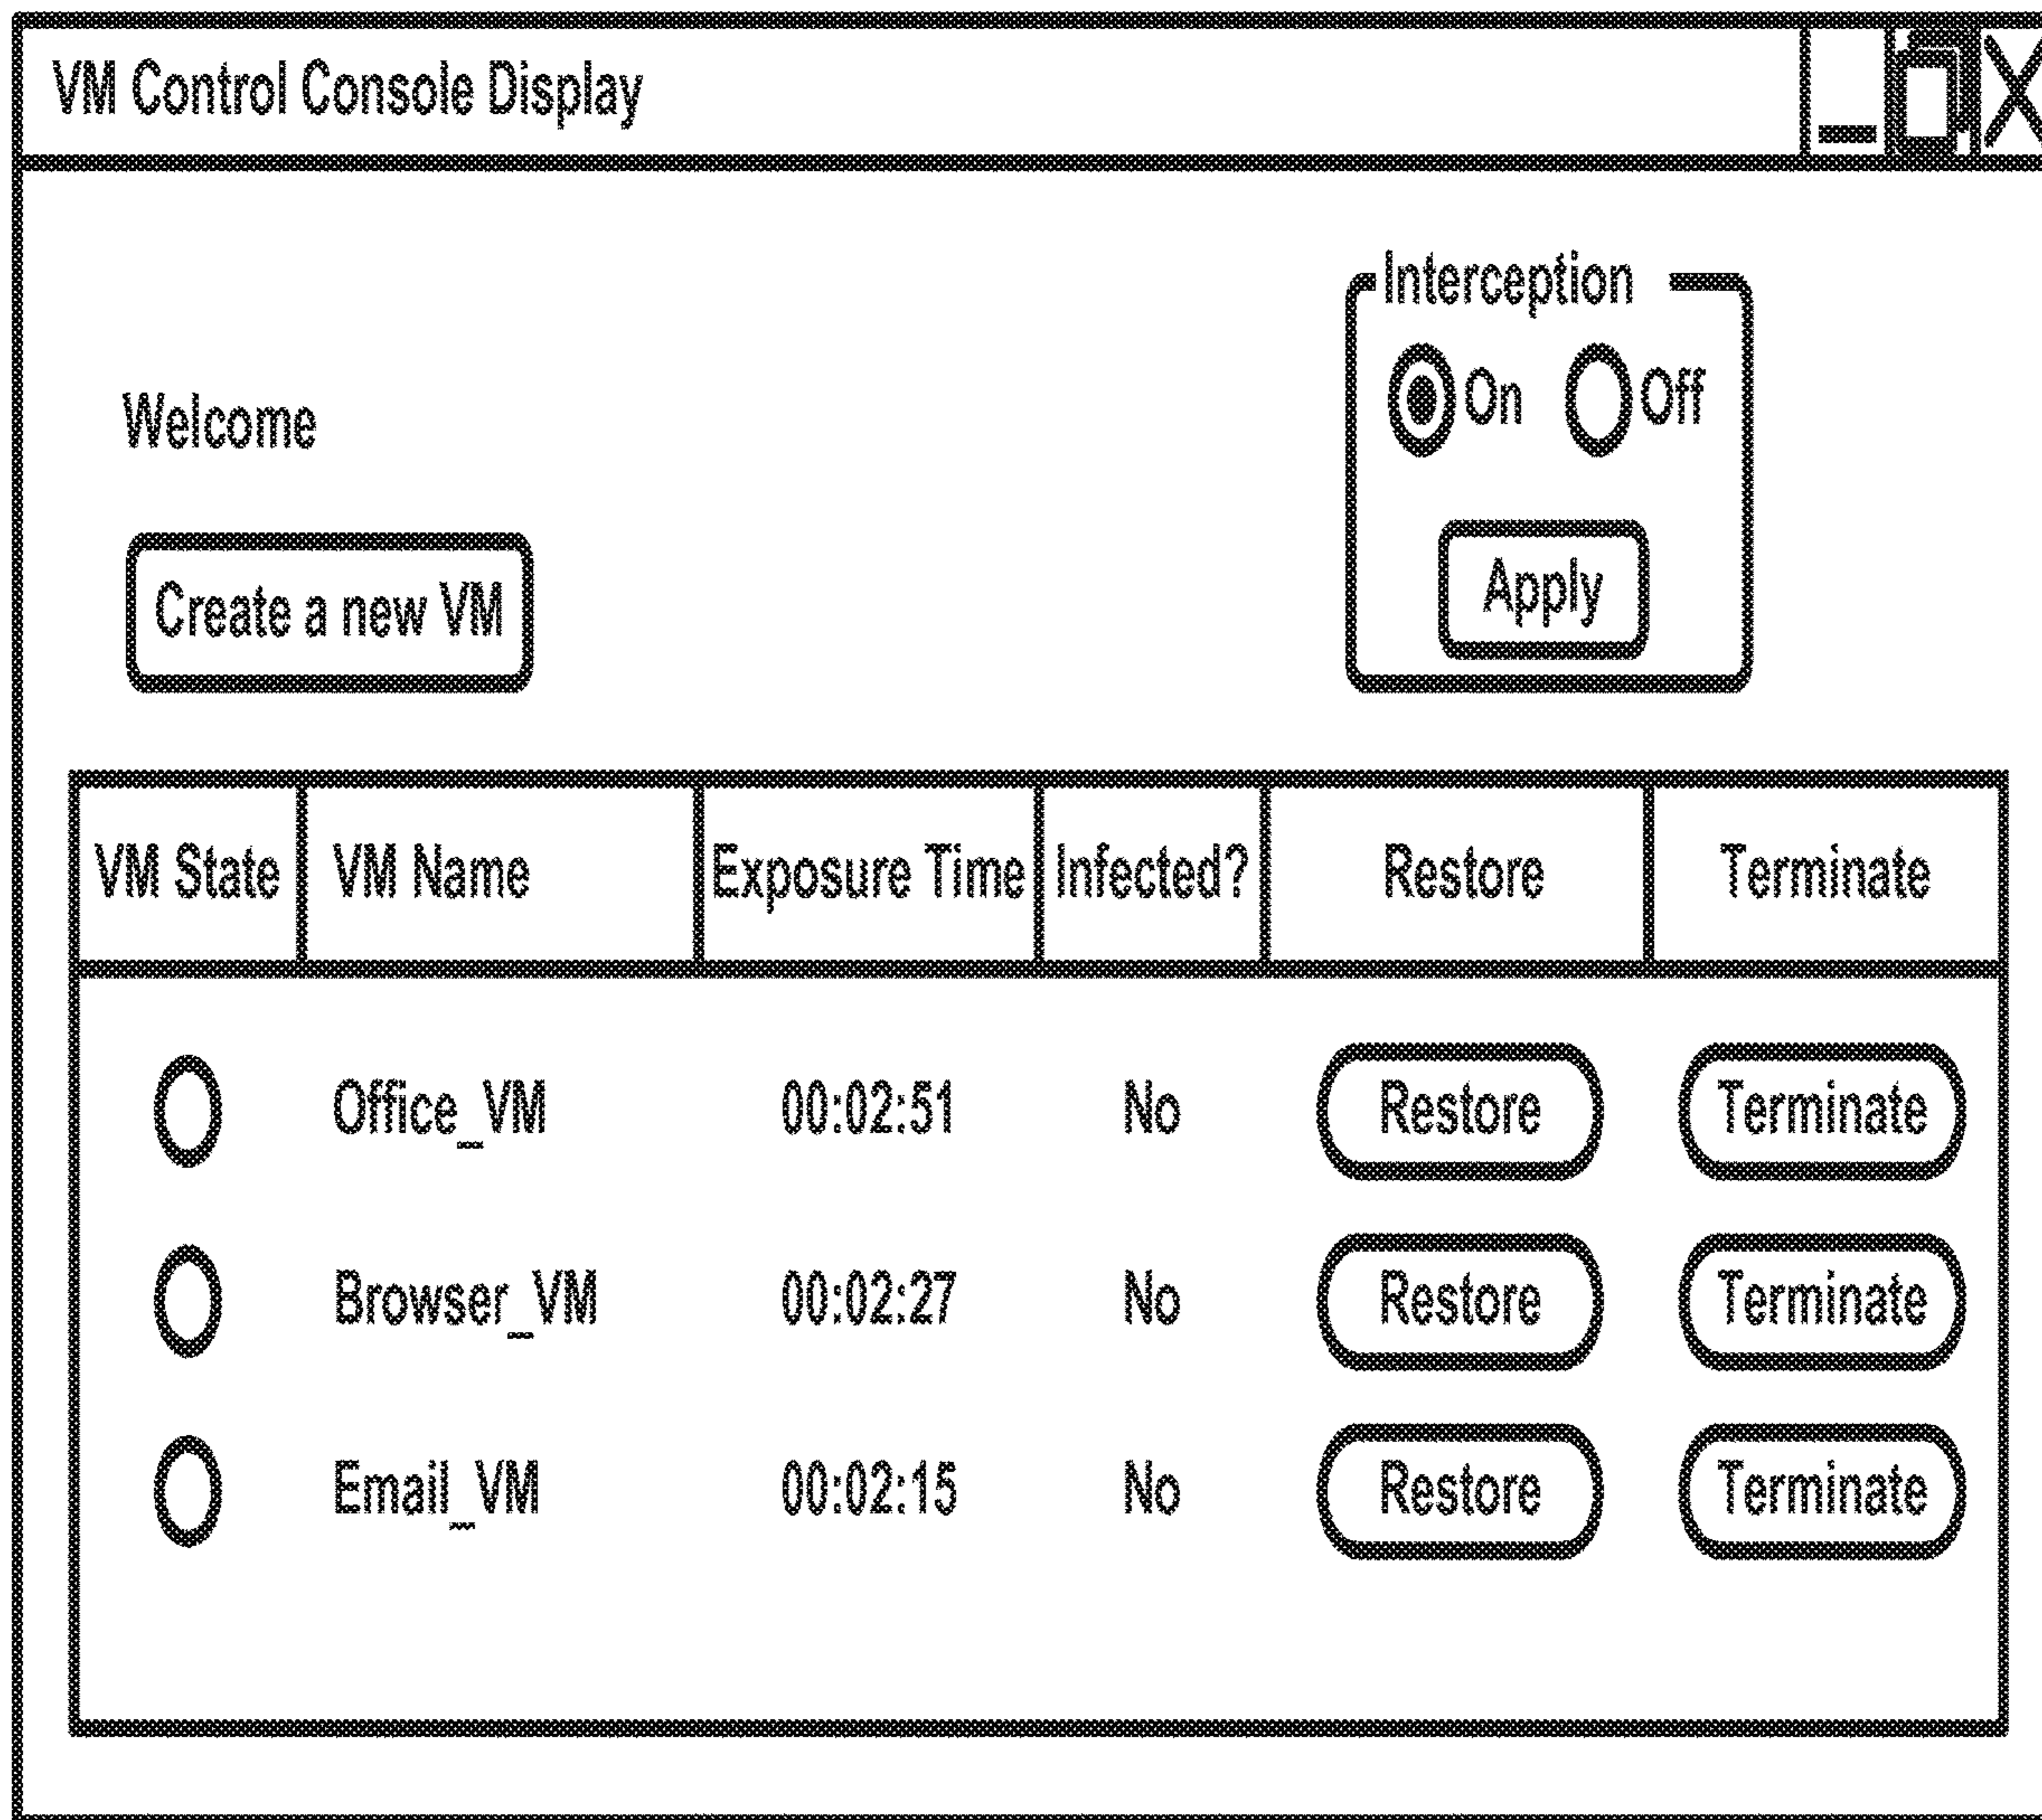 VM Control Console Display
Interception
On Off
Welcome
Apply
Create a new VM
VM State VM Name Exposure Time Infected? Restore Terminate
Office_VM 00:02:51 No Restore Terminate
Browser_VM 00:02:27 No Restore Terminate
Email_VM 00:02:15 No Restore Terminate